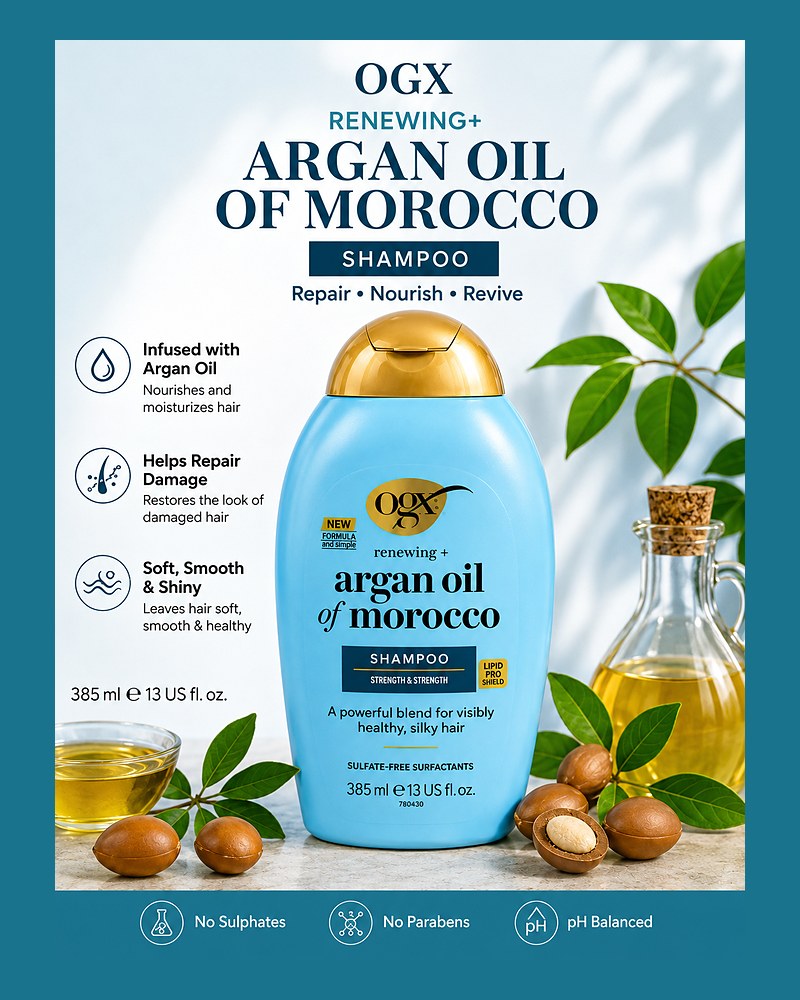 OGX
RENEWING+
ARGAN OIL
OF MOROCCO
SHAMPOO
Repair • Nourish • Revive
Infused with
Argan Oil
Nourishes and
moisturizes hair
Helps Repair
Damage
Restores the look of
damaged hair
Soft, Smooth
& Shiny
Leaves hair soft,
smooth & healthy
385 ml ℮ 13 US fl. oz.
ogx
NEW
FORMULA
and simple
renewing +
argan oil
of morocco
SHAMPOO
STRENGTH & STRENGTH
LIPID
PRO
SHIELD
A powerful blend for visibly
healthy, silky hair
SULFATE-FREE SURFACTANTS
385 ml ℮ 13 US fl. oz.
780430
No Sulphates
No Parabens
pH
pH Balanced